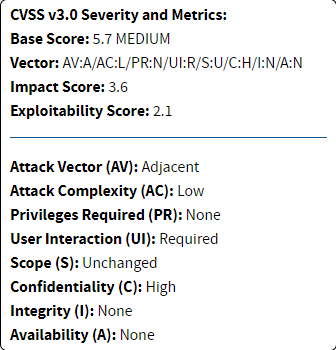 CVSS v3.0 Severity and Metrics:
Base Score: 5.7 MEDIUM
Vector: AV:A/AC:L/PR:N/UI:R/S:U/C:H/I:N/A:N
Impact Score: 3.6
Exploitability Score: 2.1
Attack Vector (AV): Adjacent
Attack Complexity (AC): Low
Privileges Required (PR): None
User Interaction (UI): Required
Scope (S): Unchanged
Confidentiality (C): High
Integrity (I): None
Availability (A): None